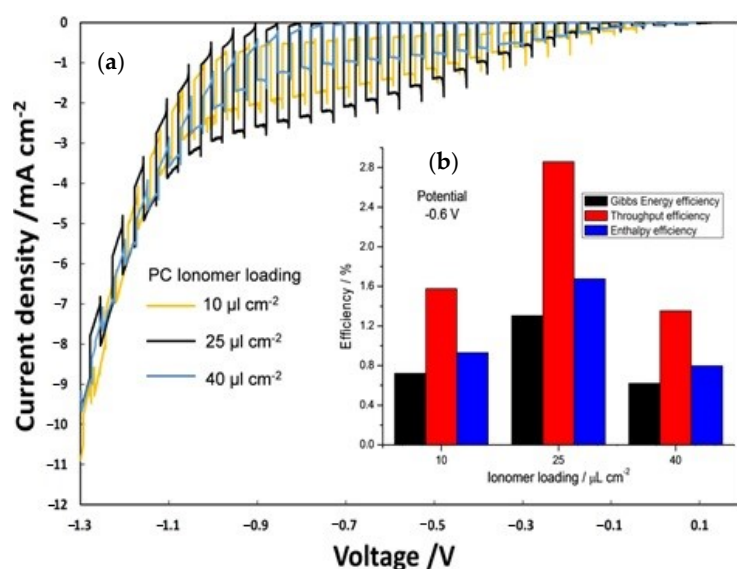 (a)
Current density /mA cm⁻²
0
−1
−2
−3
−4
−5
−6
−7
−8
−9
−10
−11
−12
−1.3
−1.1
−0.9
−0.7
−0.5
−0.3
−0.1
0.1
Voltage /V
PC Ionomer loading
10 µl cm⁻²
25 µl cm⁻²
40 µl cm⁻²
(b)
Potential
-0.6 V
Gibbs Energy efficiency
Throughput efficiency
Enthalpy efficiency
Efficiency / %
2.8
2.4
2.0
1.6
1.2
0.8
0.4
0.0
10
25
40
Ionomer loading / µL cm⁻²